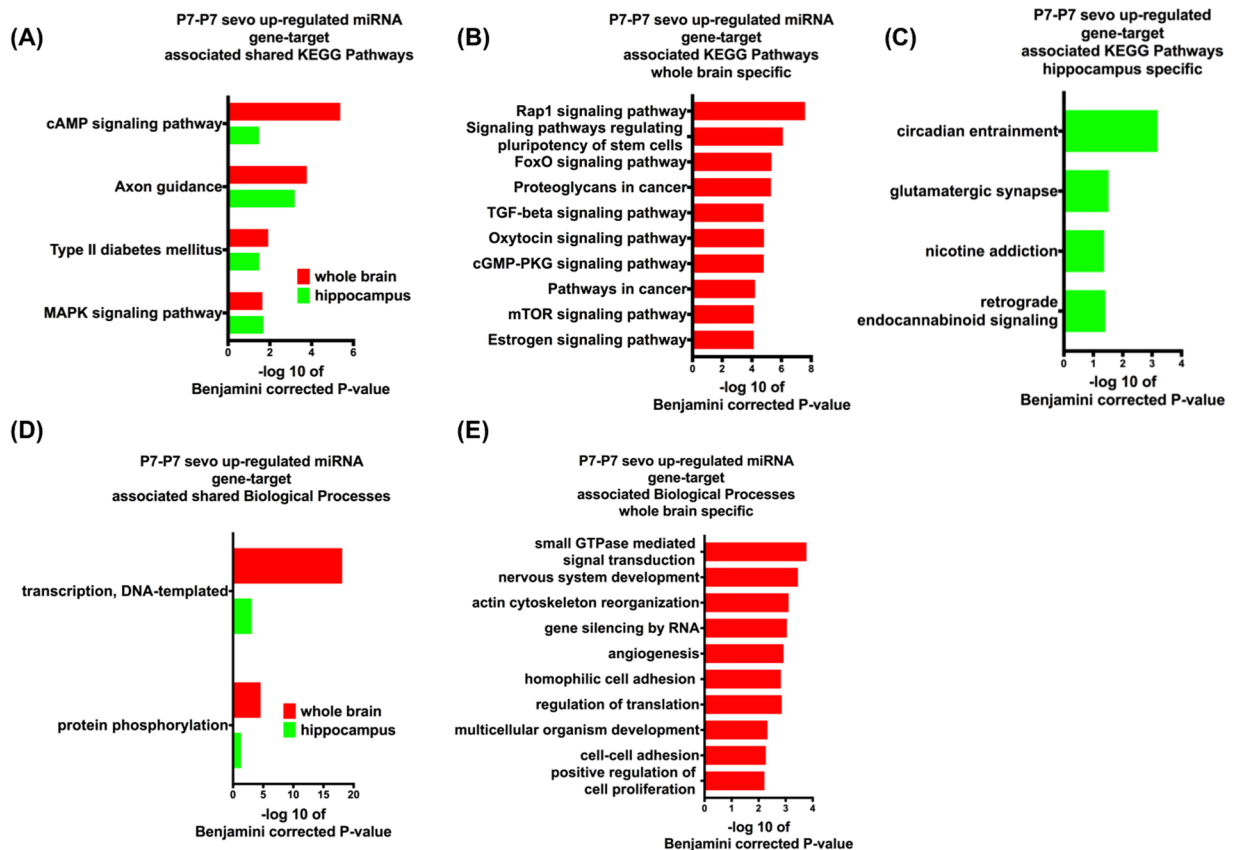 (A)
P7-P7 sevo up-regulated miRNA
gene-target
associated shared KEGG Pathways
cAMP signaling pathway
Axon guidance
Type II diabetes mellitus
MAPK signaling pathway
whole brain
hippocampus
0 2 4 6
-log 10 of
Benjamini corrected P-value
(B)
P7-P7 sevo up-regulated miRNA
gene-target
associated KEGG Pathways
whole brain specific
Rap1 signaling pathway
Signaling pathways regulating
pluripotency of stem cells
FoxO signaling pathway
Proteoglycans in cancer
TGF-beta signaling pathway
Oxytocin signaling pathway
cGMP-PKG signaling pathway
Pathways in cancer
mTOR signaling pathway
Estrogen signaling pathway
0 2 4 6 8
-log 10 of
Benjamini corrected P-value
(C)
P7-P7 sevo up-regulated
gene-target
associated KEGG Pathways
hippocampus specific
circadian entrainment
glutamatergic synapse
nicotine addiction
retrograde
endocannabinoid signaling
0 1 2 3 4
-log 10 of
Benjamini corrected P-value
(D)
P7-P7 sevo up-regulated miRNA
gene-target
associated shared Biological Processes
transcription, DNA-templated
protein phosphorylation
whole brain
hippocampus
0 5 10 15 20
-log 10 of
Benjamini corrected P-value
(E)
P7-P7 sevo up-regulated miRNA
gene-target
associated Biological Processes
whole brain specific
small GTPase mediated
signal transduction
nervous system development
actin cytoskeleton reorganization
gene silencing by RNA
angiogenesis
homophilic cell adhesion
regulation of translation
multicellular organism development
cell-cell adhesion
positive regulation of
cell proliferation
0 1 2 3 4
-log 10 of
Benjamini corrected P-value